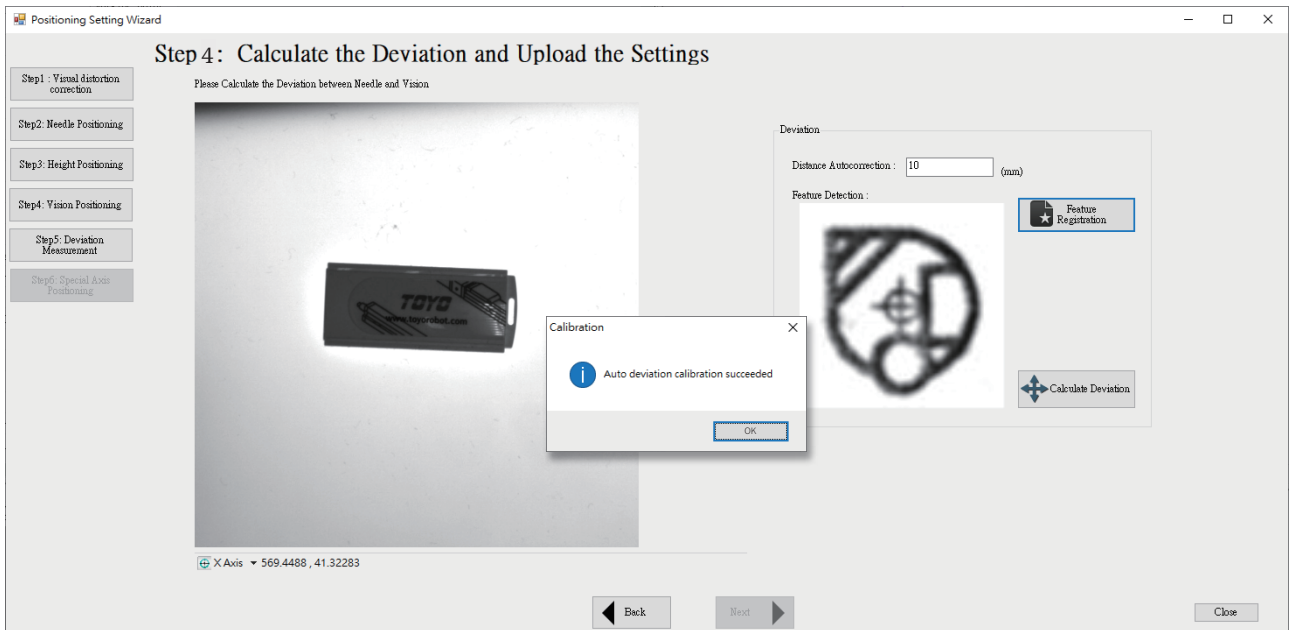 Positioning Setting Wizard
Step 4： Calculate the Deviation and Upload the Settings
Step1 : Visual distortion
correction
Step2: Needle Positioning
Step3: Height Positioning
Step4: Vision Positioning
Step5: Deviation
Measurement
Step6: Special Axis
Positioning
Please Calculate the Deviation between Needle and Vision
TOYO
www.toyorobot.com
X Axis
569.4488 , 41.32283
Deviation
Distance Autocorrection :
10
(mm)
Feature Detection :
Feature
Registration
Calculate Deviation
Calibration
Auto deviation calibration succeeded
OK
Back
Next
Close